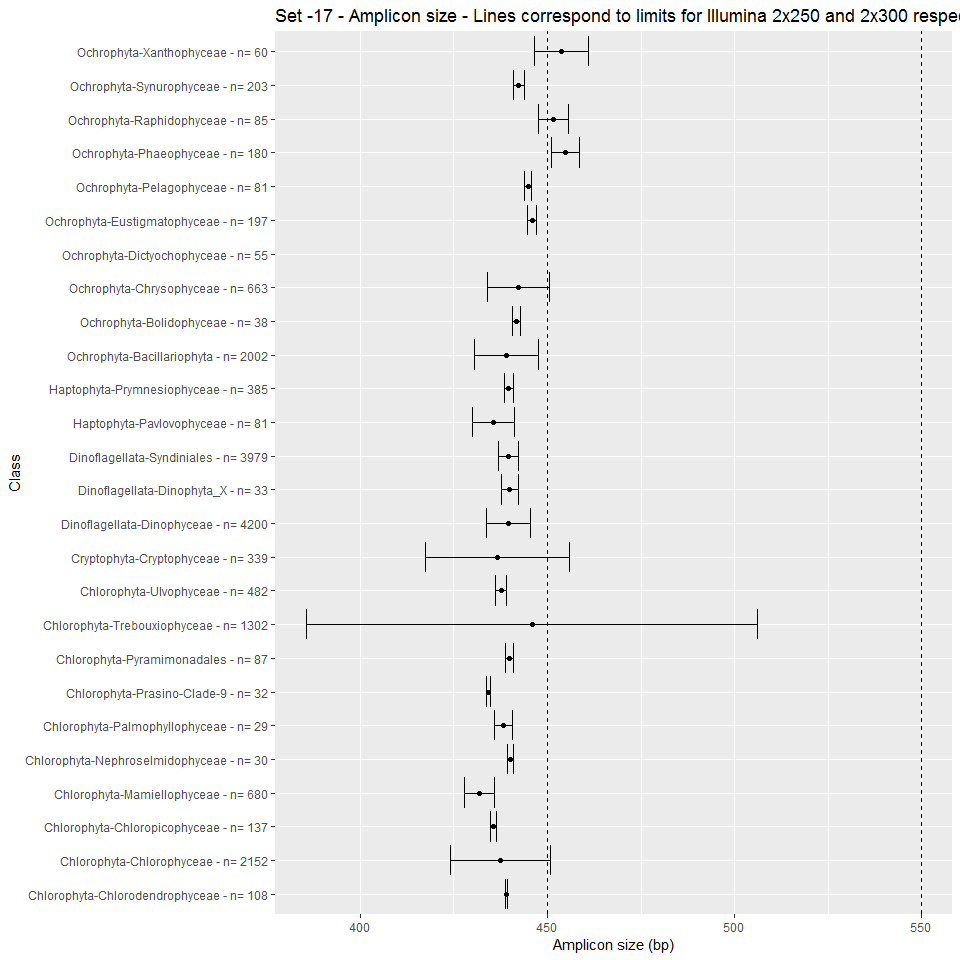 Set -17 - Amplicon size - Lines correspond to limits for Illumina 2x250 and 2x300
Class
Ochrophyta-Xanthophyceae - n= 60
Ochrophyta-Synurophyceae - n= 203
Ochrophyta-Raphidophyceae - n= 85
Ochrophyta-Phaeophyceae - n= 180
Ochrophyta-Pelagophyceae - n= 81
Ochrophyta-Eustigmatophyceae - n= 197
Ochrophyta-Dictyochophyceae - n= 55
Ochrophyta-Chrysophyceae - n= 663
Ochrophyta-Bolidophyceae - n= 38
Ochrophyta-Bacillariophyta - n= 2002
Haptophyta-Prymnesiophyceae - n= 385
Haptophyta-Pavlovophyceae - n= 81
Dinoflagellata-Syndiniales - n= 3979
Dinoflagellata-Dinophyta_X - n= 33
Dinoflagellata-Dinophyceae - n= 4200
Cryptophyta-Cryptophyceae - n= 339
Chlorophyta-Ulvophyceae - n= 482
Chlorophyta-Trebouxiophyceae - n= 1302
Chlorophyta-Pyramimonadales - n= 87
Chlorophyta-Prasino-Clade-9 - n= 32
Chlorophyta-Palmophyllophyceae - n= 29
Chlorophyta-Nephroselmidophyceae - n= 30
Chlorophyta-Mamiellophyceae - n= 680
Chlorophyta-Chloropicophyceae - n= 137
Chlorophyta-Chlorophyceae - n= 2152
Chlorophyta-Chlorodendrophyceae - n= 108
400 450 500 550
Amplicon size (bp)